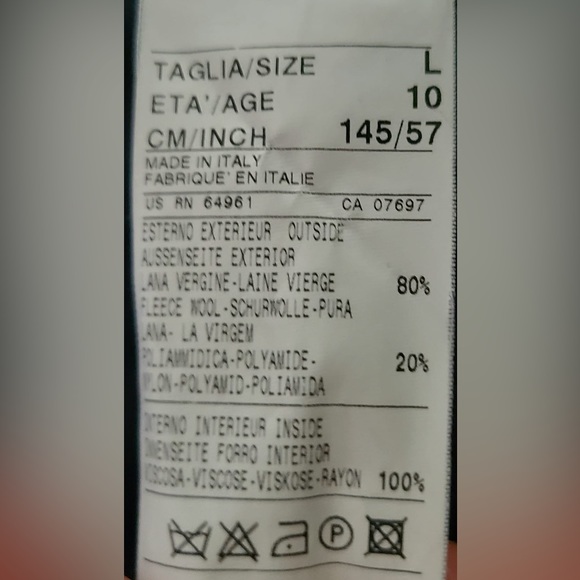 TAGLIA/SIZE L
ETA'/AGE 10
CM/INCH 145/57
MADE IN ITALY
FABRIQUE' EN ITALIE
US RN 64961 CA 07697
ESTERNO EXTERIEUR OUTSIDE
AUSSENSEITE EXTERIOR
LANA VERGINE-LAINE VIERGE 80%
FLEECE WOOL-SCHURWOLLE-PURA
LANA- LA VIRGEM
POLIAMMIDICA-POLYAMIDE- 20%
NYLON-POLYAMID-POLIAMIDA
INTERNO INTERIEUR INSIDE
INNENSEITE FORRO INTERIOR
VISCOSA-VISCOSE-VISKOSE-RAYON 100%
P